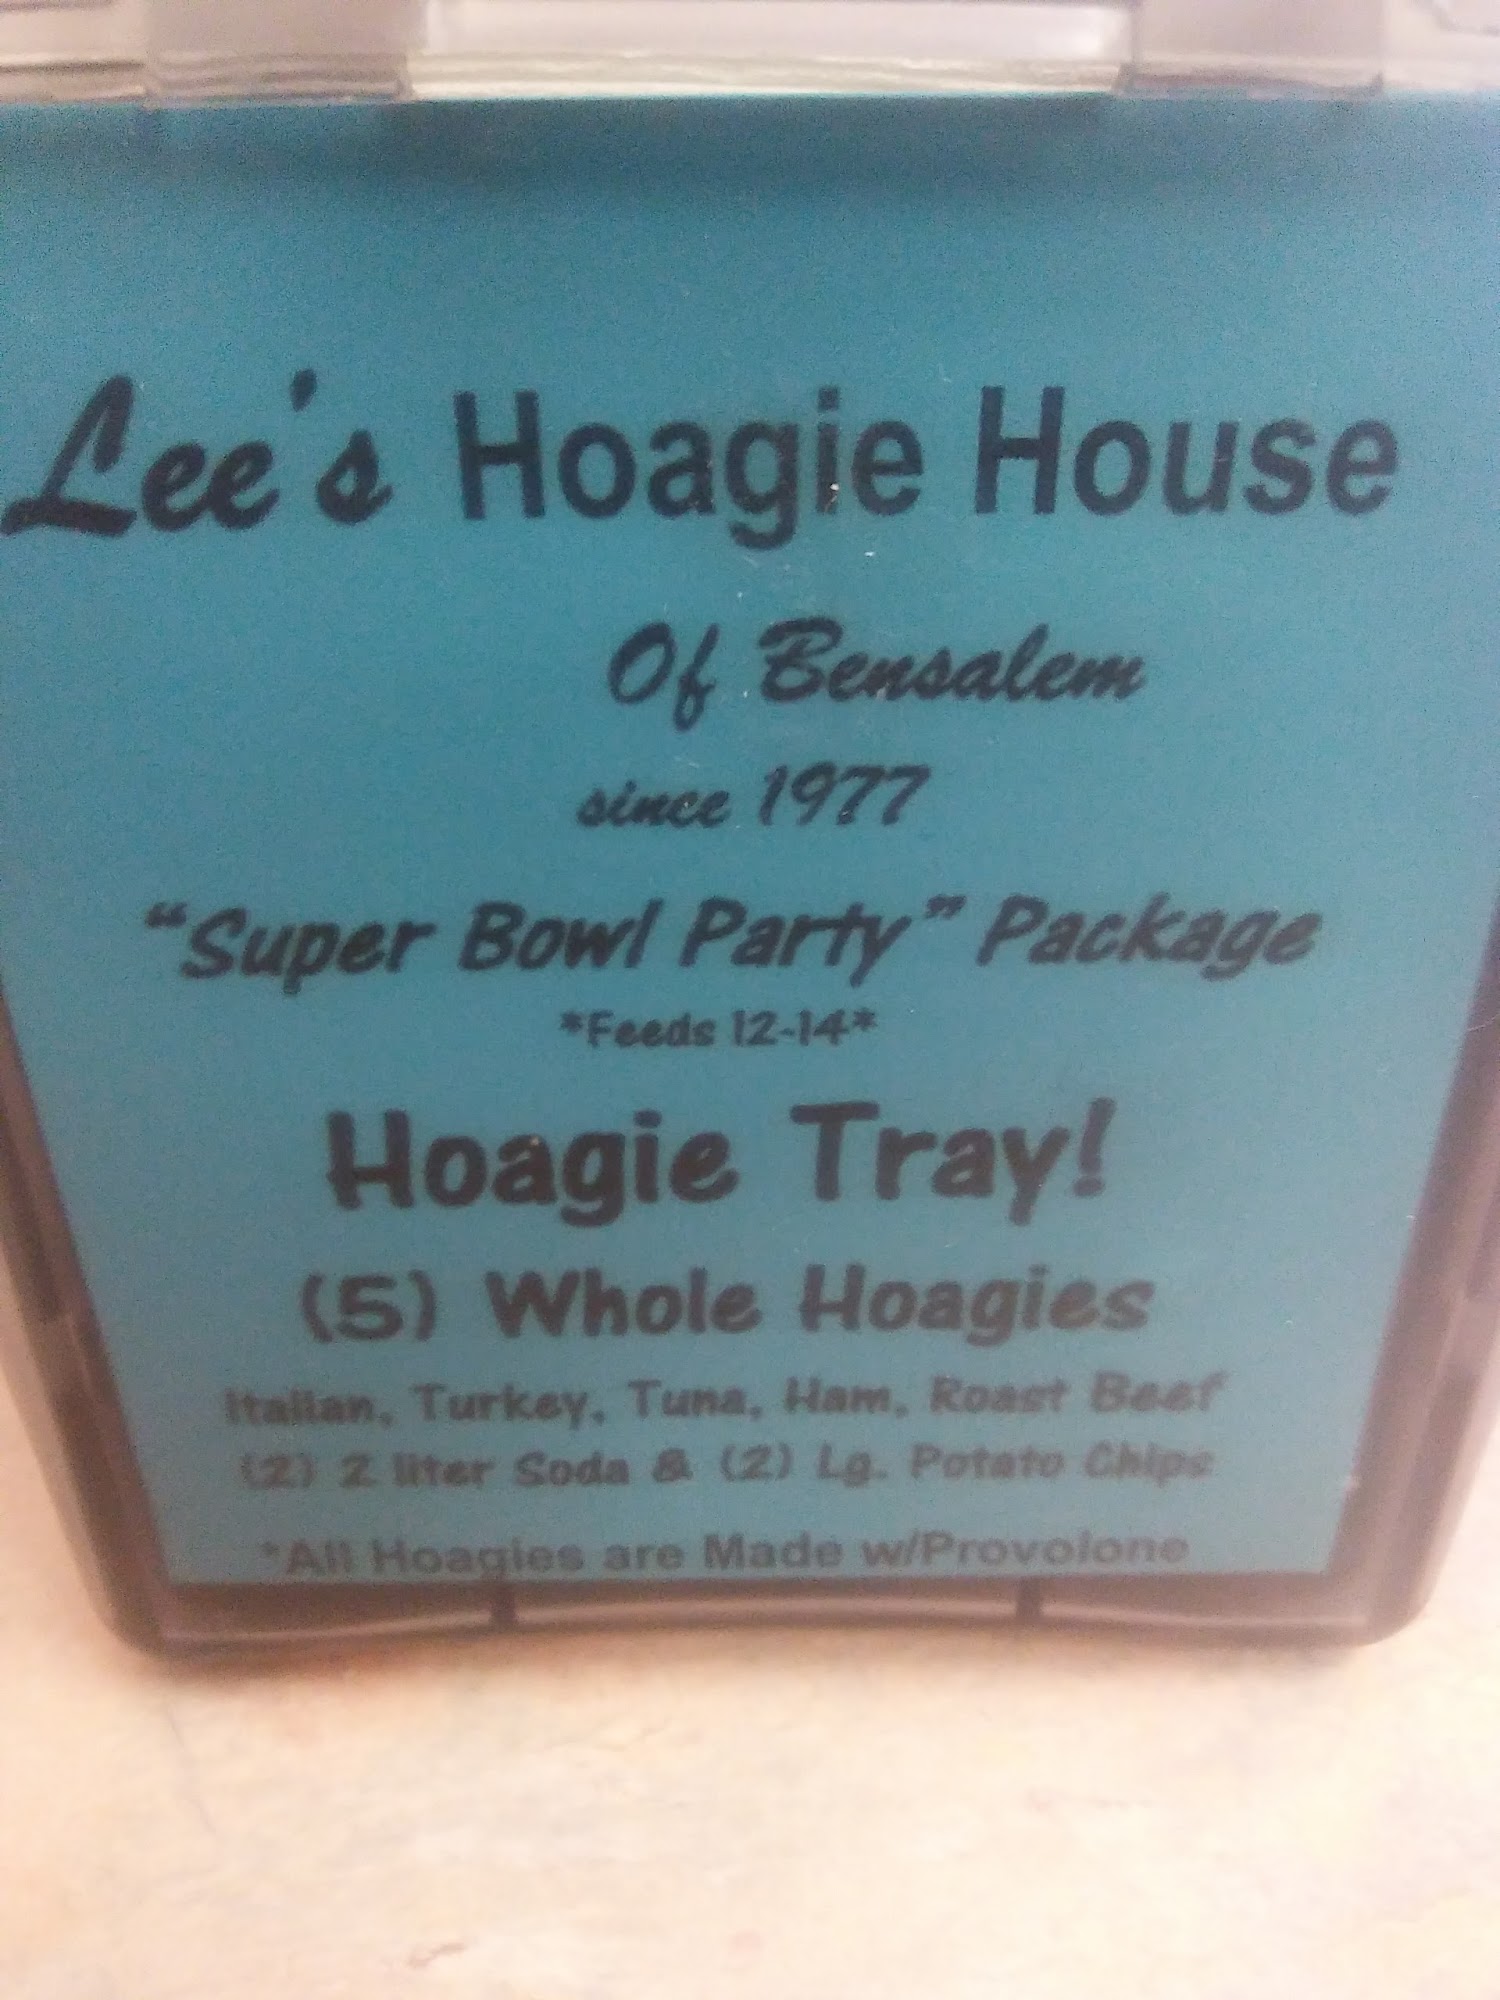 Lee's Hoagie House
Of Bensalem
since 1977
“Super Bowl Party” Package
*Feeds 12-14*
Hoagie Tray!
(5) Whole Hoagies
Italian, Turkey, Tuna, Ham, Roast Beef
(2) 2 liter Soda & (2) Lg. Potato Chips
*All Hoagies are Made w/Provolone